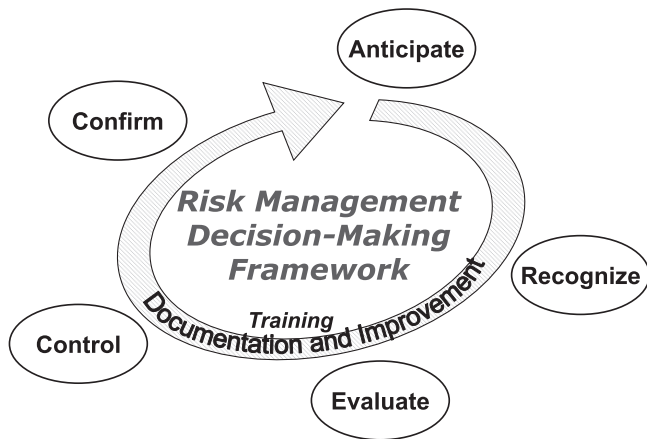 Anticipate
Confirm
Risk Management
Decision-Making
Framework
Recognize
Training
Documentation and Improvement
Control
Evaluate